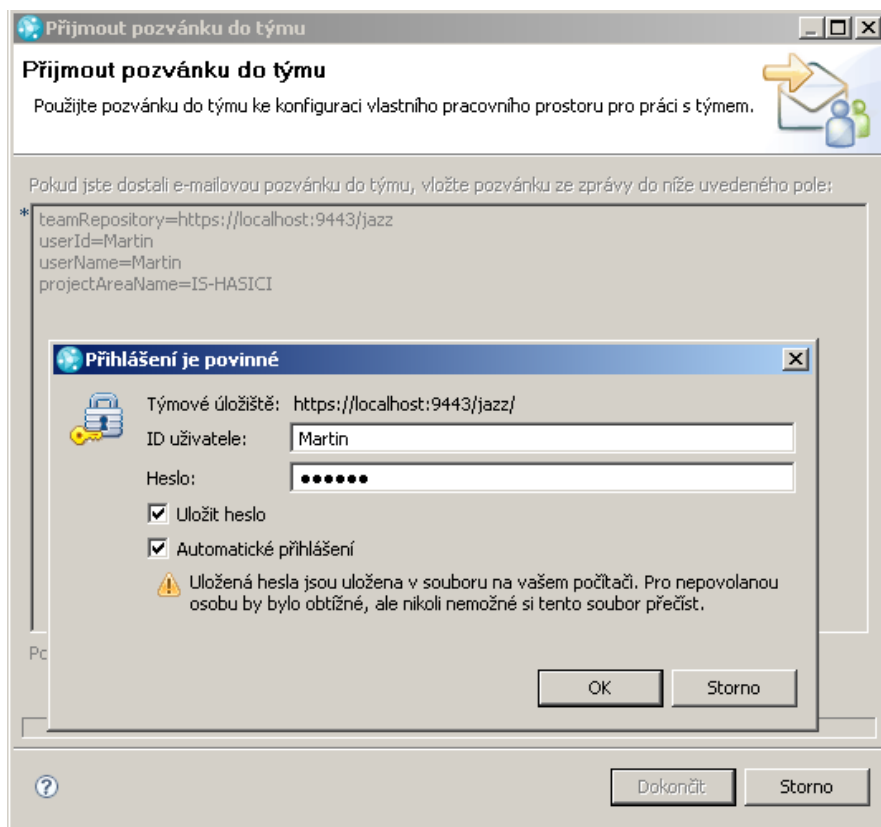 Přijmout pozvánku do týmu
Přijmout pozvánku do týmu
Použijte pozvánku do týmu ke konfiguraci vlastního pracovního prostoru pro práci s týmem.
Pokud jste dostali e-mailovou pozvánku do týmu, vložte pozvánku ze zprávy do níže uvedeného pole:
*
teamRepository=https://localhost:9443/jazz
userId=Martin
userName=Martin
projectAreaName=IS-HASICI
Přihlášení je povinné
Týmové úložiště: https://localhost:9443/jazz/
ID uživatele: Martin
Heslo: ●●●●●●
Uložit heslo
Automatické přihlášení
Uložená hesla jsou uložena v souboru na vašem počítači. Pro nepovolanou
osobu by bylo obtížné, ale nikoli nemožné si tento soubor přečíst.
OK Storno
Dokončit Storno